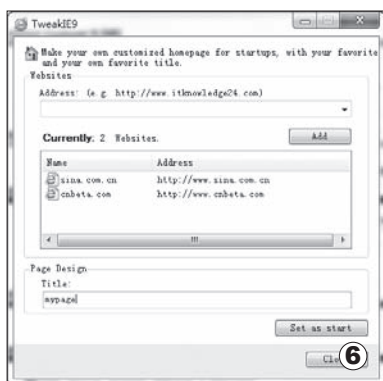 TweakIE9
Make your own customized homepage for startups, with your favorite
and your own favorite title.
Websites
Address: (e.g. http://www.itknowledge24.com)
Currently: 2 Websites.
Add
Name Address
sina.com.cn http://www.sina.com.cn
cnbeta.com http://www.cnbeta.com
Page Design
Title:
mypage
Set as start
6